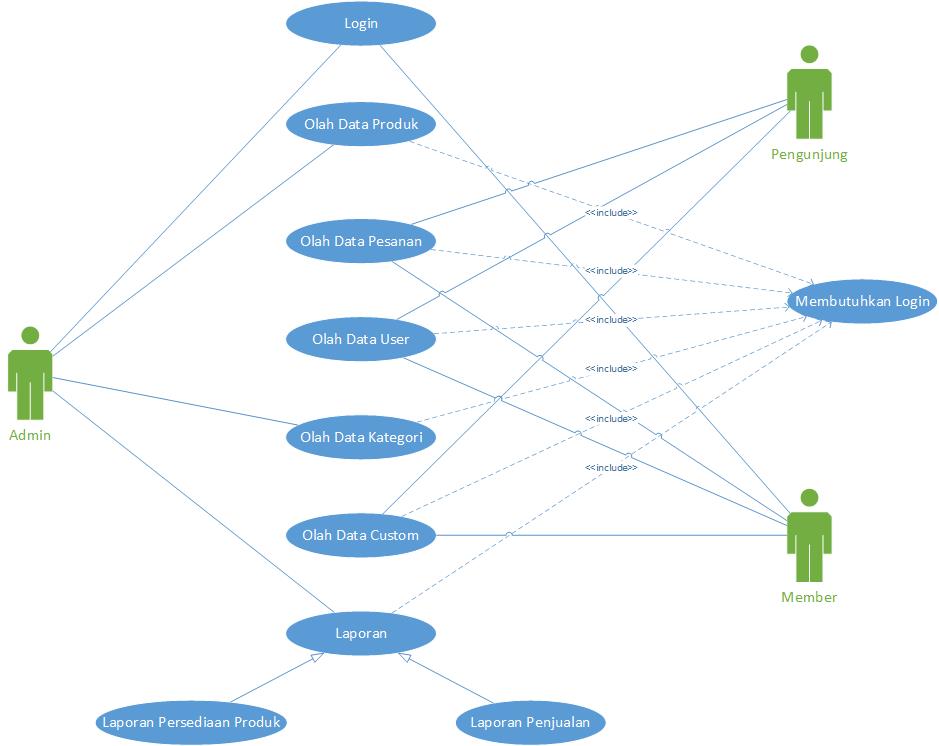 Login
Olah Data Produk
Pengunjung
<<include>>
Olah Data Pesanan
<<include>>
Membutuhkan Login
<<include>>
Olah Data User
<<include>>
Admin
<<include>>
Olah Data Kategori
<<include>>
Olah Data Custom
Member
Laporan
Laporan Persediaan Produk
Laporan Penjualan